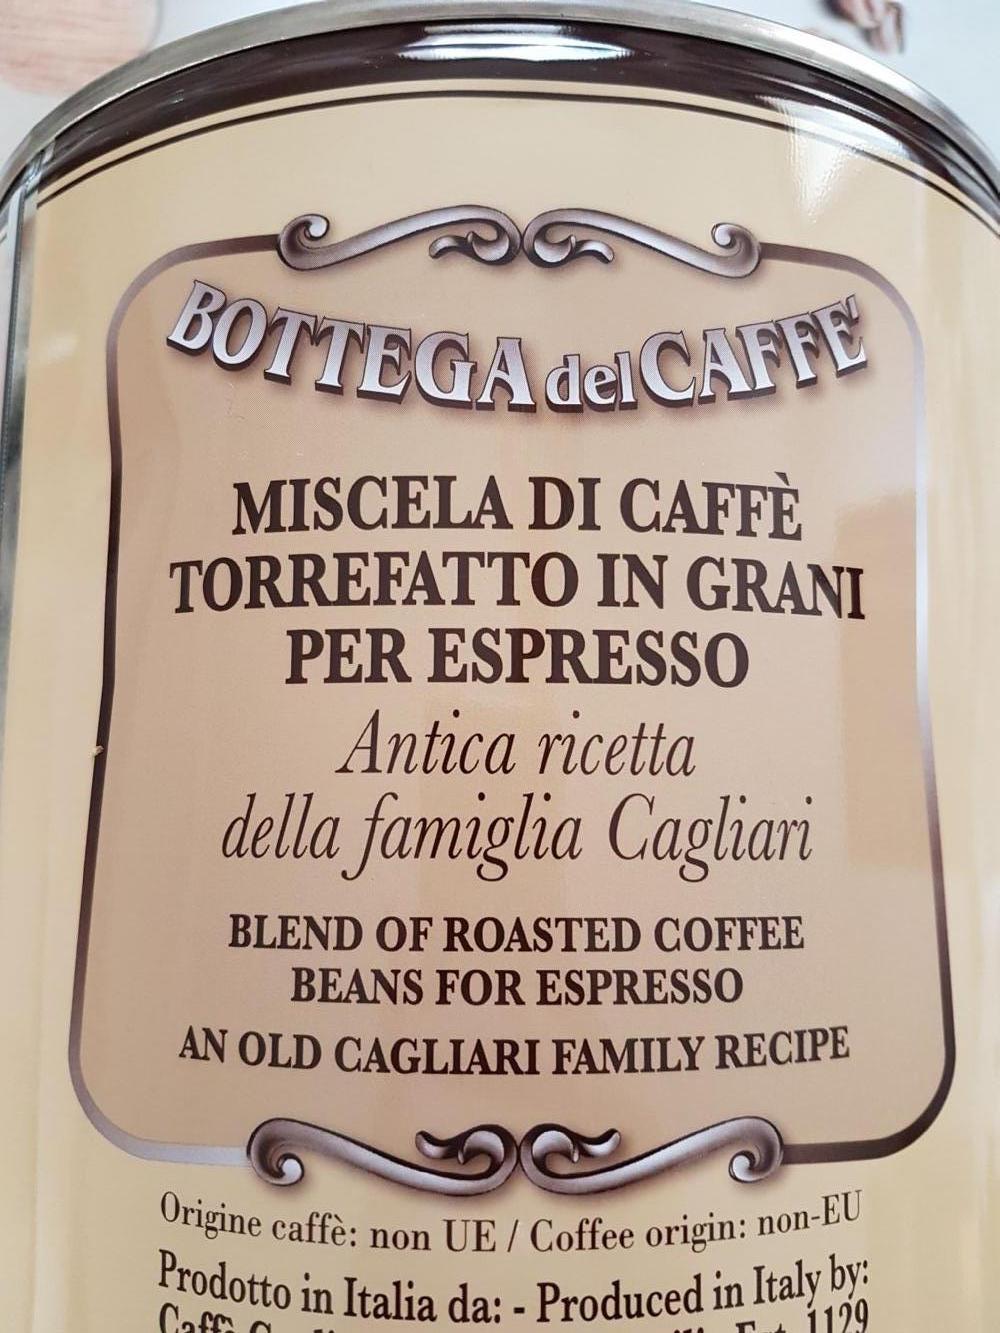 BOTTEGA del CAFFE'
MISCELA DI CAFFÈ
TORREFATTO IN GRANI
PER ESPRESSO
Antica ricetta
della famiglia Cagliari
BLEND OF ROASTED COFFEE
BEANS FOR ESPRESSO
AN OLD CAGLIARI FAMILY RECIPE
Origine caffè: non UE / Coffee origin: non-EU
Prodotto in Italia da: - Produced in Italy by:
Caffè 1129